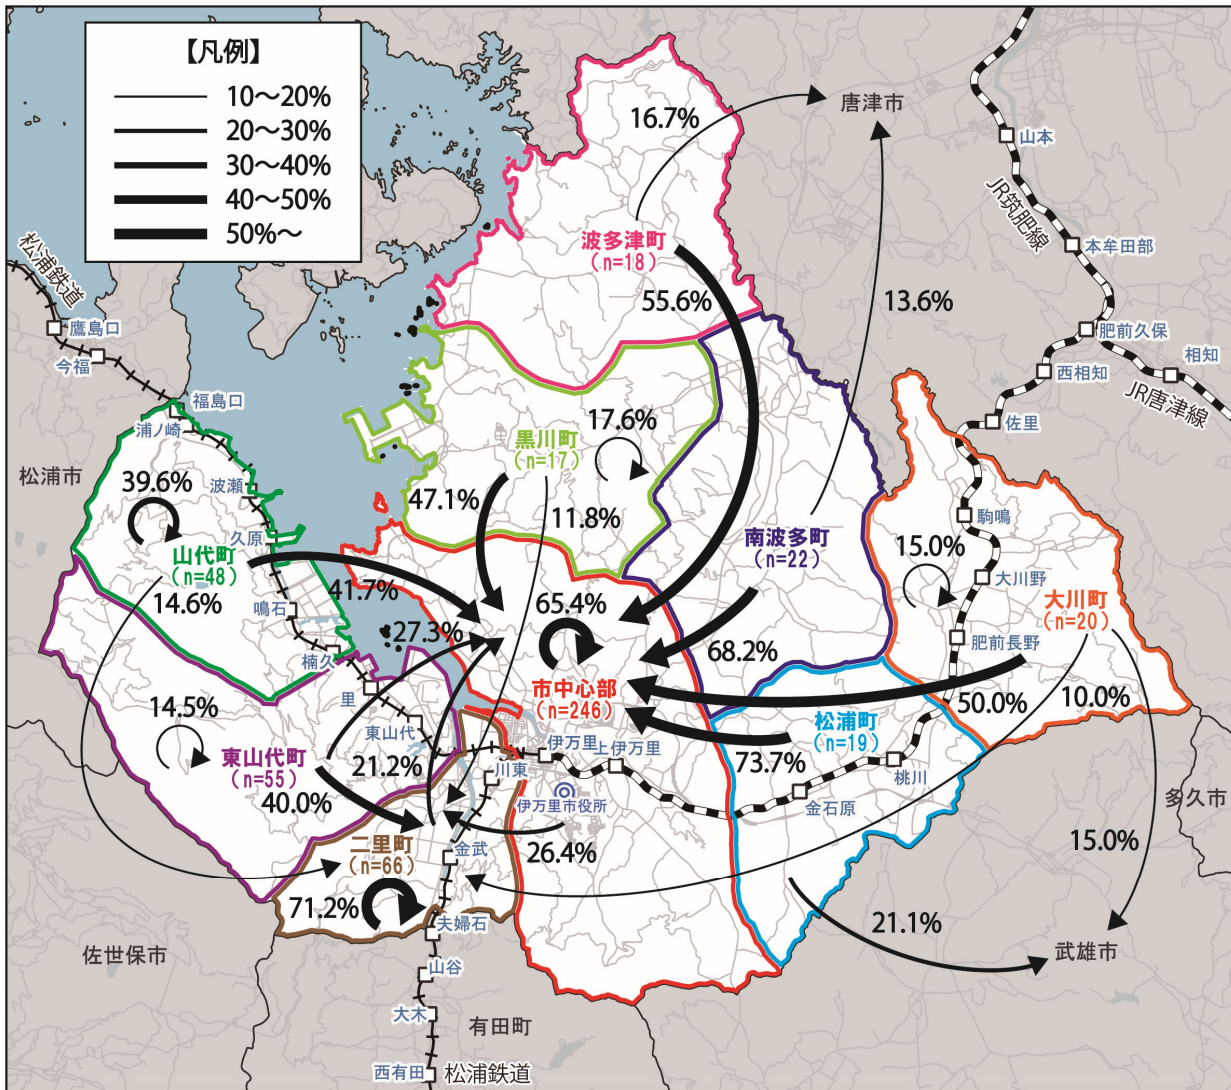 【凡例】
10～20%
20～30%
30～40%
40～50%
50%～
唐津市
16.7%
山本
JR筑肥線
本牟田部
波多津町
(n=18)
55.6%
13.6%
松浦鉄道
鷹島口
今福
肥前久保
相知
西相知
JR唐津線
佐里
福島口
浦ノ崎
松浦市
17.6%
黒川町
(n=17)
39.6%
波瀬
47.1%
11.8%
駒鳴
久原
山代町
(n=48)
南波多町
(n=22)
15.0%
大川野
14.6%
41.7%
鳴石
65.4%
大川町
(n=20)
27.3%
肥前長野
楠久
68.2%
里
市中心部
(n=246)
50.0%
10.0%
14.5%
東山代
松浦町
(n=19)
東山代町
(n=55)
21.2%
伊万里
上伊万里
73.7%
桃川
川東
40.0%
伊万里市役所
金石原
多久市
二里町
(n=66)
金武
26.4%
15.0%
71.2%
夫婦石
21.1%
佐世保市
武雄市
山谷
大木
有田町
西有田
松浦鉄道